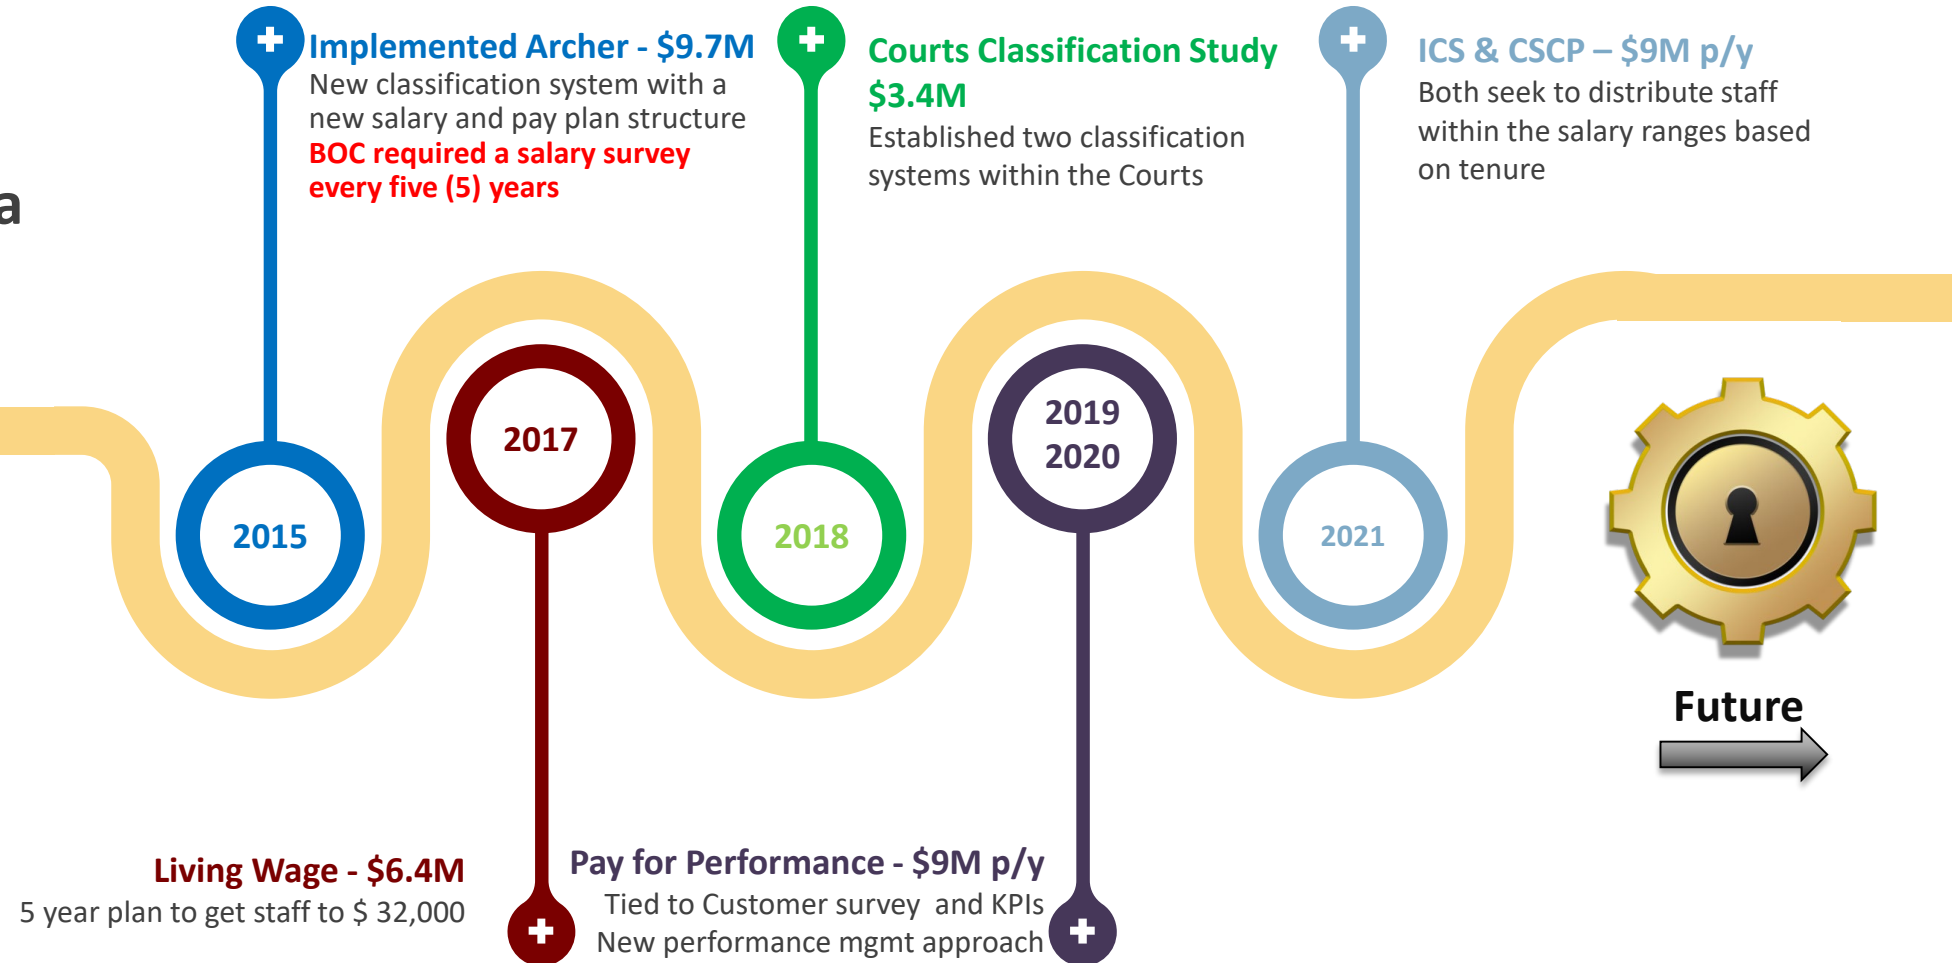 Implemented Archer - $9.7M
New classification system with a
new salary and pay plan structure
BOC required a salary survey
every five (5) years
Courts Classification Study
$3.4M
Established two classification
systems within the Courts
ICS & CSCP – $9M p/y
Both seek to distribute staff
within the salary ranges based
on tenure
a
2015
2017
2018
2019
2020
2021
Future
Living Wage - $6.4M
5 year plan to get staff to $ 32,000
Pay for Performance - $9M p/y
Tied to Customer survey  and KPIs
New performance mgmt approach